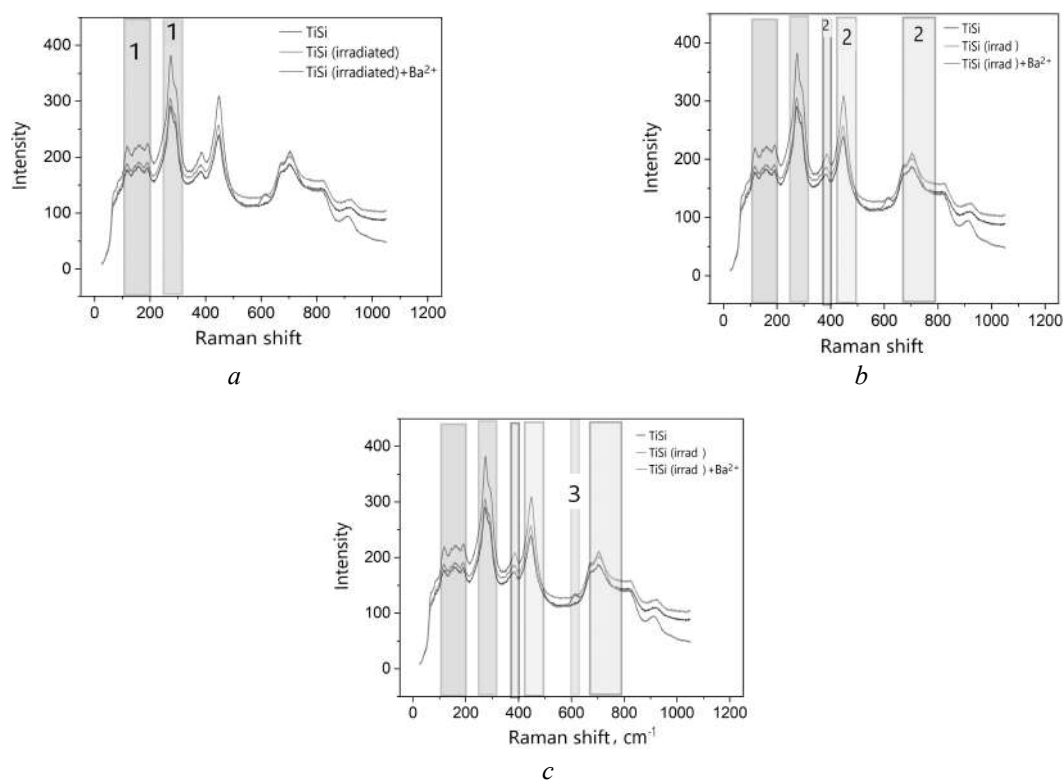 1
1
TiSi
TiSi (irradiated)
TiSi (irradiated)+Ba²⁺
400
300
200
100
0
Intensity
0 200 400 600 800 1000 1200
Raman shift
a
2
2
2
TiSi
TiSi (irrad )
TiSi (irrad )+Ba²⁺
400
300
200
100
0
Intensity
0 200 400 600 800 1000 1200
Raman shift
b
3
TiSi
TiSi (irrad )
TiSi (irrad ) +Ba²⁺
400
300
200
100
0
Intensity
0 200 400 600 800 1000 1200
Raman shift, cm⁻¹
c